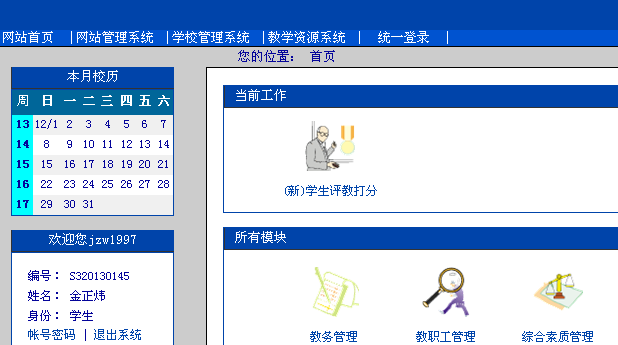 网站首页 | 网站管理系统 | 学校管理系统 | 教学资源系统 | 统一登录 |
您的位置： 首页
本月校历
周 日 一 二 三 四 五 六
13 12/1 2 3 4 5 6 7
14 8 9 10 11 12 13 14
15 15 16 17 18 19 20 21
16 22 23 24 25 26 27 28
17 29 30 31
欢迎您jzw1997
编号： S320130145
姓名： 金正炜
身份： 学生
帐号密码 | 退出系统
当前工作
(新)学生评教打分
所有模块
教务管理 教职工管理 综合素质管理